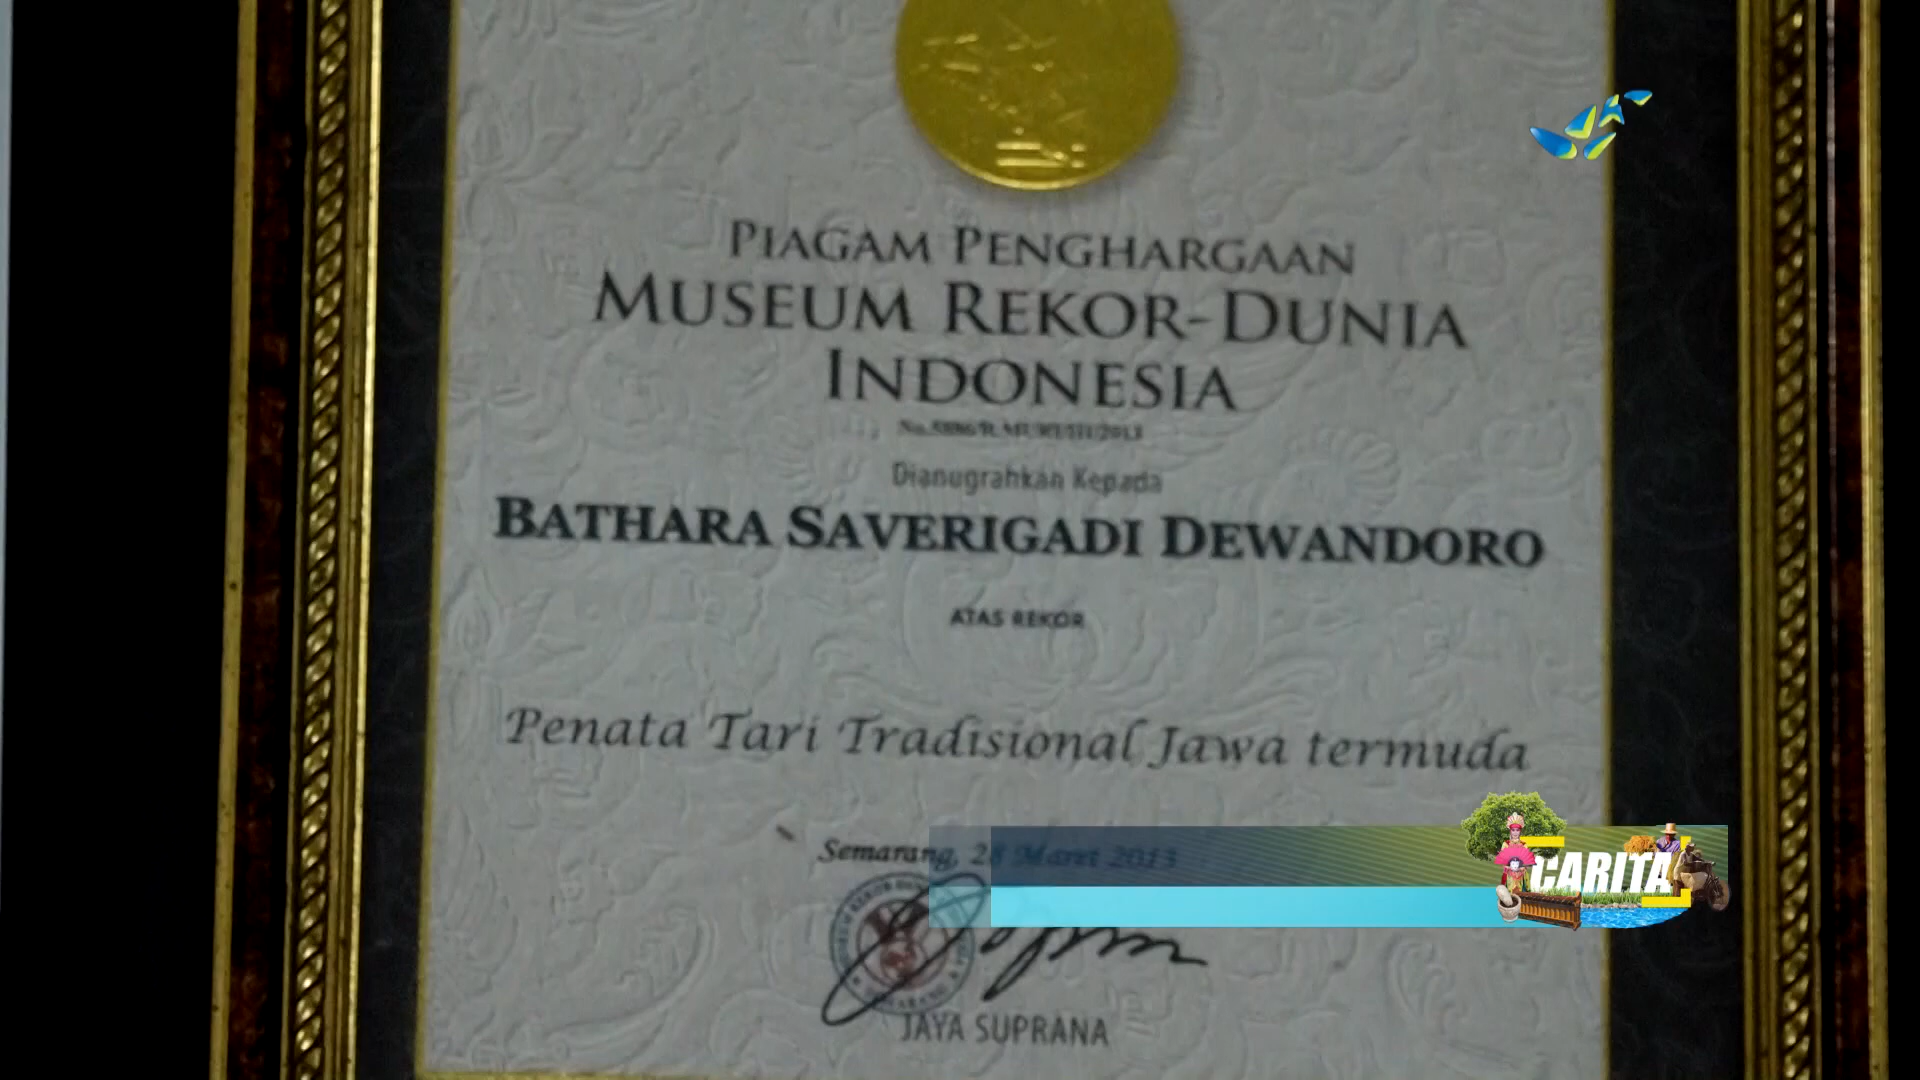 PIAGAM PENGHARGAAN
MUSEUM REKOR-DUNIA
INDONESIA
Dianugrahkan Kepada
BATHARA SAVERIGADI DEWANDORO
ATAS REKOR
Penata Tari Tradisional Jawa termuda
Semarang, 28 Maret 2013
CARITA
JAYA SUPRANA